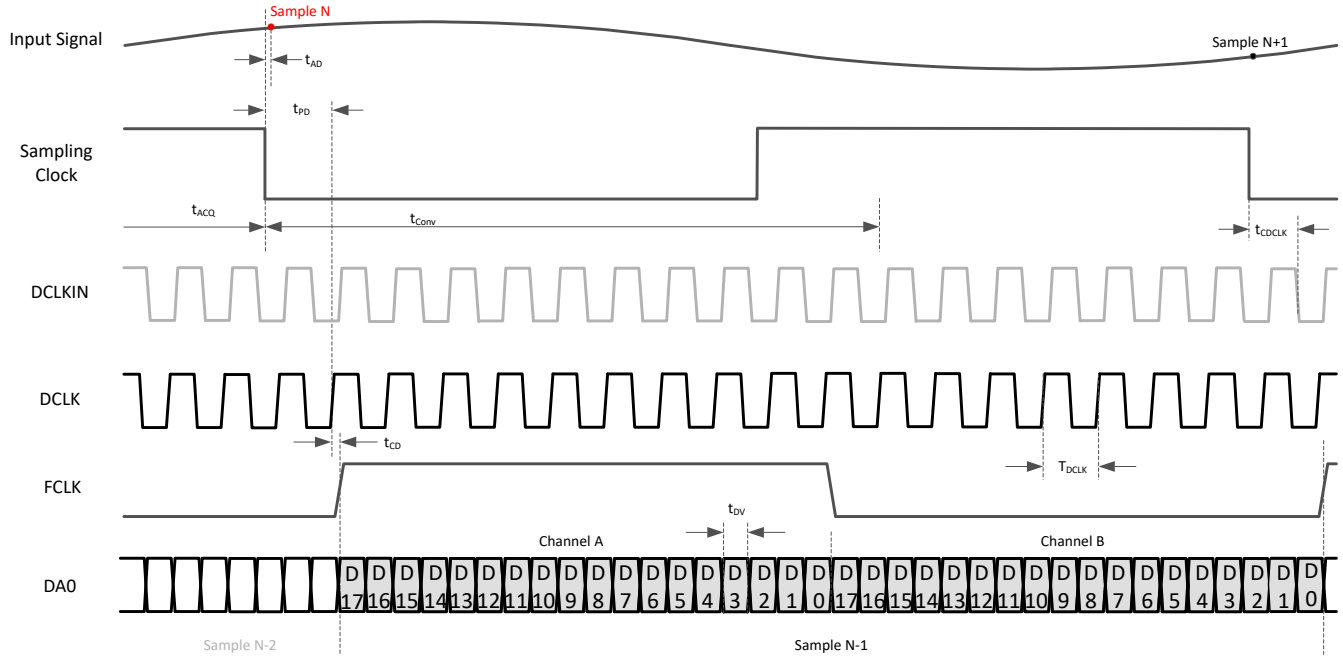 Sample N
Input Signal
Sample N+1
tAD
tPD
Sampling
Clock
tACQ
tConv
tCDCLK
DCLKIN
DCLK
tCD
TDCLK
FCLK
tDV
Channel A
Channel B
DA0
D D D D D D D D D D D D D D D D D D D D D D D D D D D D D D D D D D D D
17 16 15 14 13 12 11 10 9 8 7 6 5 4 3 2 1 0 17 16 15 14 13 12 11 10 9 8 7 6 5 4 3 2 1 0
Sample N-2
Sample N-1